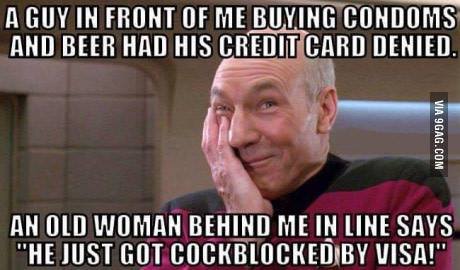 A GUY IN FRONT OF ME BUYING CONDOMS
AND BEER HAD HIS CREDIT CARD DENIED.
VIA 9GAG.COM
AN OLD WOMAN BEHIND ME IN LINE SAYS
"HE JUST GOT COCKBLOCKED BY VISA!"